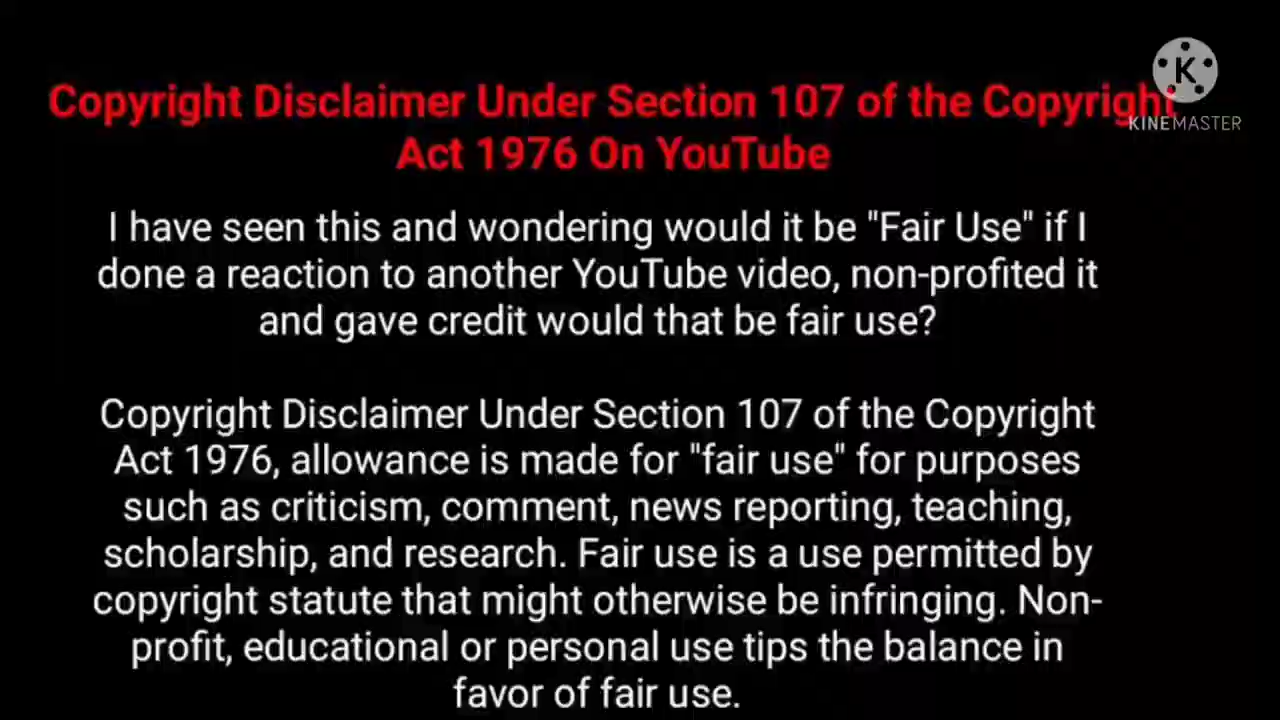 K
Copyright Disclaimer Under Section 107 of the Copyright
KINEMASTER
Act 1976 On YouTube
I have seen this and wondering would it be "Fair Use" if I
done a reaction to another YouTube video, non-profited it
and gave credit would that be fair use?
Copyright Disclaimer Under Section 107 of the Copyright
Act 1976, allowance is made for "fair use" for purposes
such as criticism, comment, news reporting, teaching,
scholarship, and research. Fair use is a use permitted by
copyright statute that might otherwise be infringing. Non-
profit, educational or personal use tips the balance in
favor of fair use.